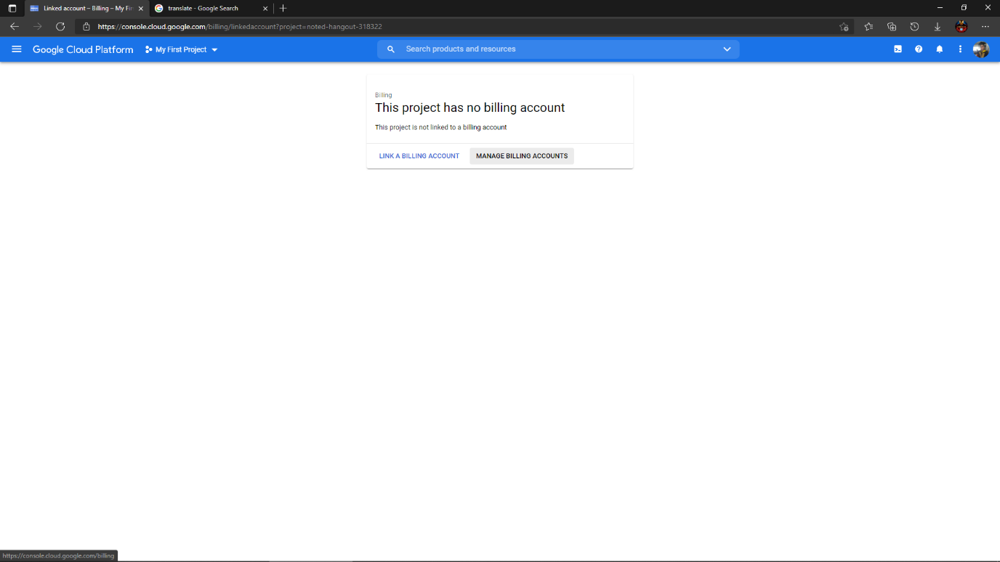 Linked account – Billing – My Fir
translate - Google Search
https://console.cloud.google.com/billing/linkedaccount?project=noted-hangout-318322
Google Cloud Platform
My First Project
Search products and resources
Billing
This project has no billing account
This project is not linked to a billing account
LINK A BILLING ACCOUNT
MANAGE BILLING ACCOUNTS
https://console.cloud.google.com/billing